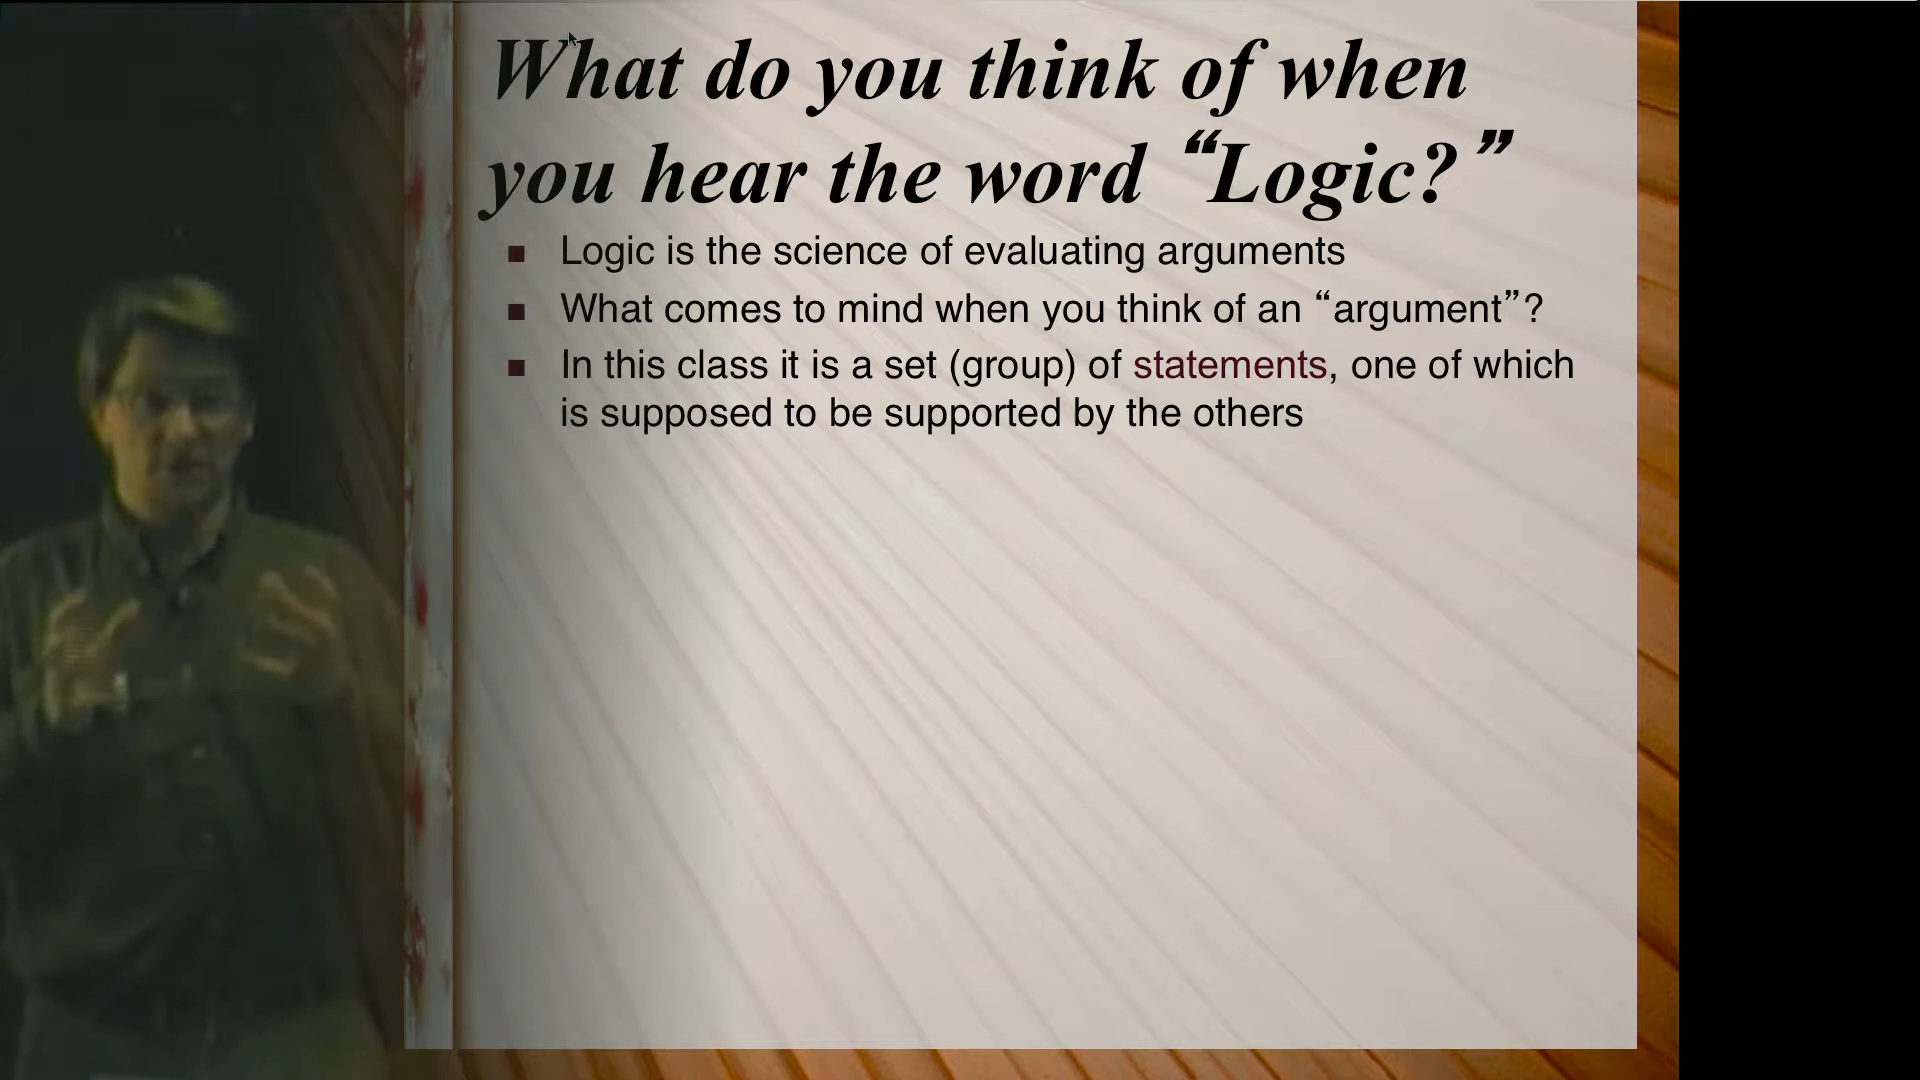 What do you think of when
you hear the word “Logic?”
Logic is the science of evaluating arguments
What comes to mind when you think of an “argument”?
In this class it is a set (group) of statements, one of which
is supposed to be supported by the others